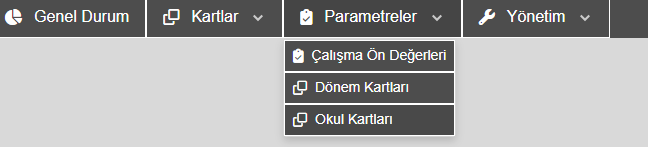 Genel Durum Kartlar Parametreler Yönetim
Çalışma Ön Değerleri
Dönem Kartları
Okul Kartları